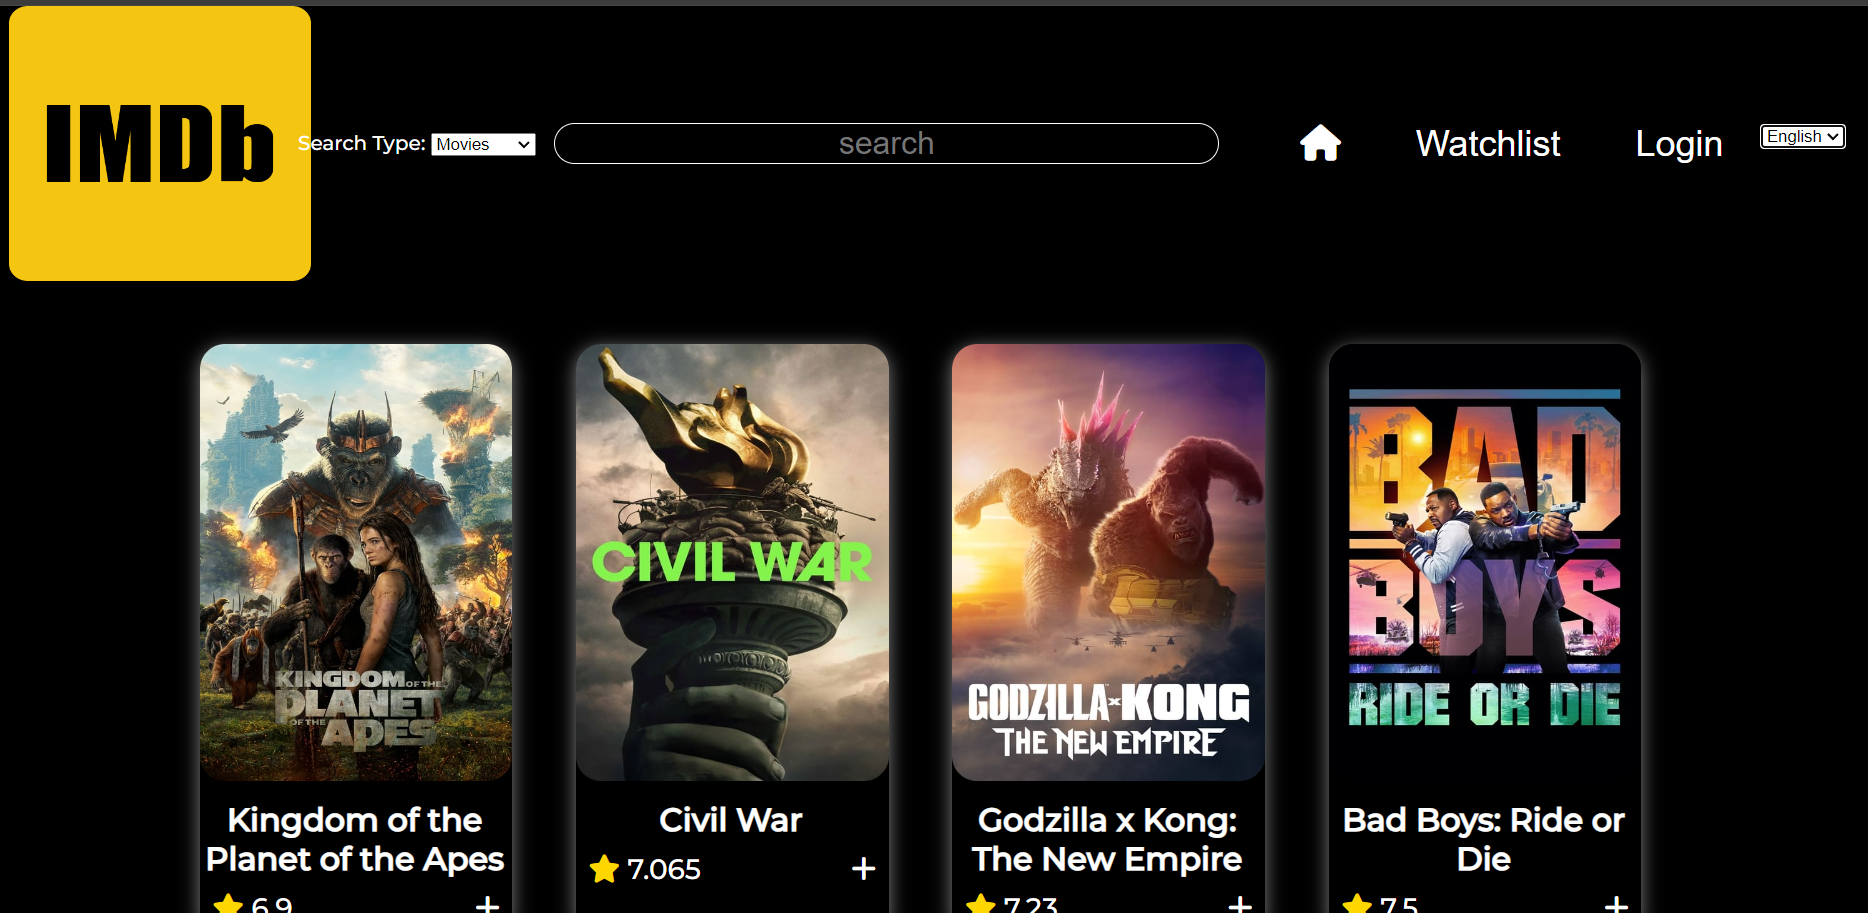 IMDb
Search Type: Movies
search
Watchlist
Login
English
KINGDOM OF THE
PLANET
OF THE APES
CIVIL WAR
GODZILLA x KONG
THE NEW EMPIRE
BAD
BOYS
RIDE OR DIE
Kingdom of the
Planet of the Apes
6.9
Civil War
7.065
Godzilla x Kong:
The New Empire
7.23
Bad Boys: Ride or
Die
7.5